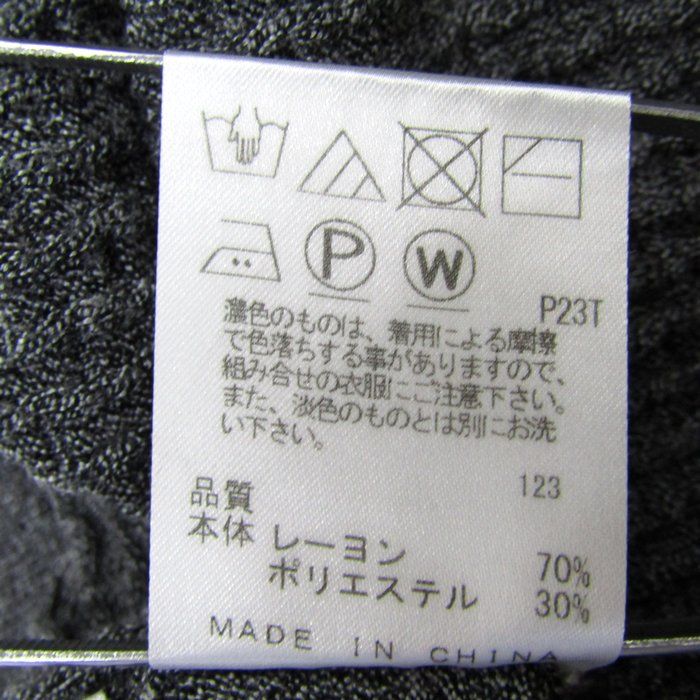 P W
P23T
濃色のものは、着用による摩擦
で色落ちする事がありますので、
組み合せの衣服にご注意下さい。
また、淡色のものとは別にお洗
い下さい。
品質 123
本体 レーヨン 70%
ポリエステル 30%
MADE IN CHINA